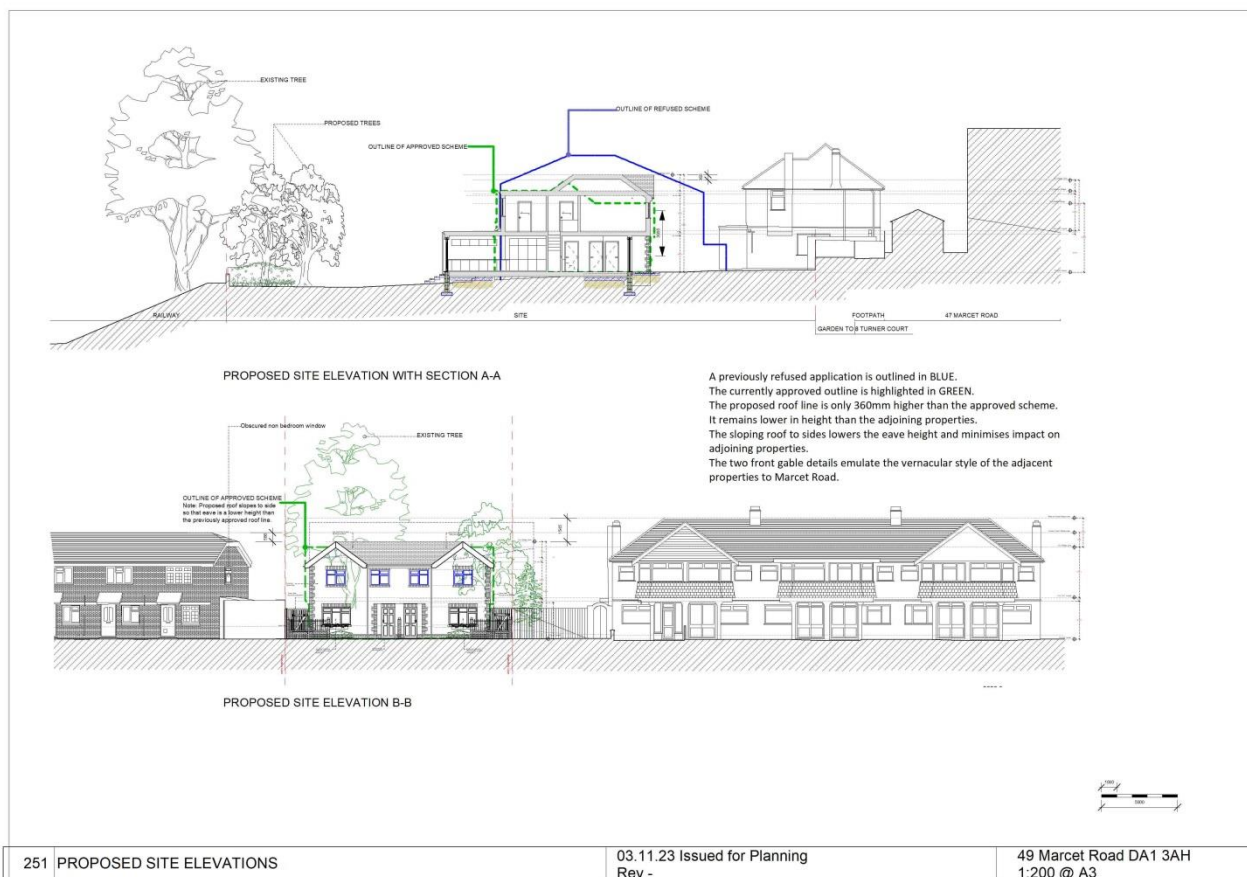 EXISTING TREE
OUTLINE OF REFUSED SCHEME
PROPOSED TREES
OUTLINE OF APPROVED SCHEME
RAILWAY
SITE
FOOTPATH
47 MARCET ROAD
GARDEN TO 8 TURNER COURT
PROPOSED SITE ELEVATION WITH SECTION A-A
A previously refused application is outlined in BLUE.
The currently approved outline is highlighted in GREEN.
The proposed roof line is only 360mm higher than the approved scheme.
It remains lower in height than the adjoining properties.
The sloping roof to sides lowers the eave height and minimises impact on
adjoining properties.
The two front gable details emulate the vernacular style of the adjacent
properties to Marcet Road.
Obscured non bedroom window
EXISTING TREE
OUTLINE OF APPROVED SCHEME
Note: Proposed roof slopes to side
so that eave is a lower height than
the previously approved roof line.
PROPOSED SITE ELEVATION B-B
1000
5000
251 PROPOSED SITE ELEVATIONS
03.11.23 Issued for Planning
Rev -
49 Marcet Road DA1 3AH
1:200 @ A3